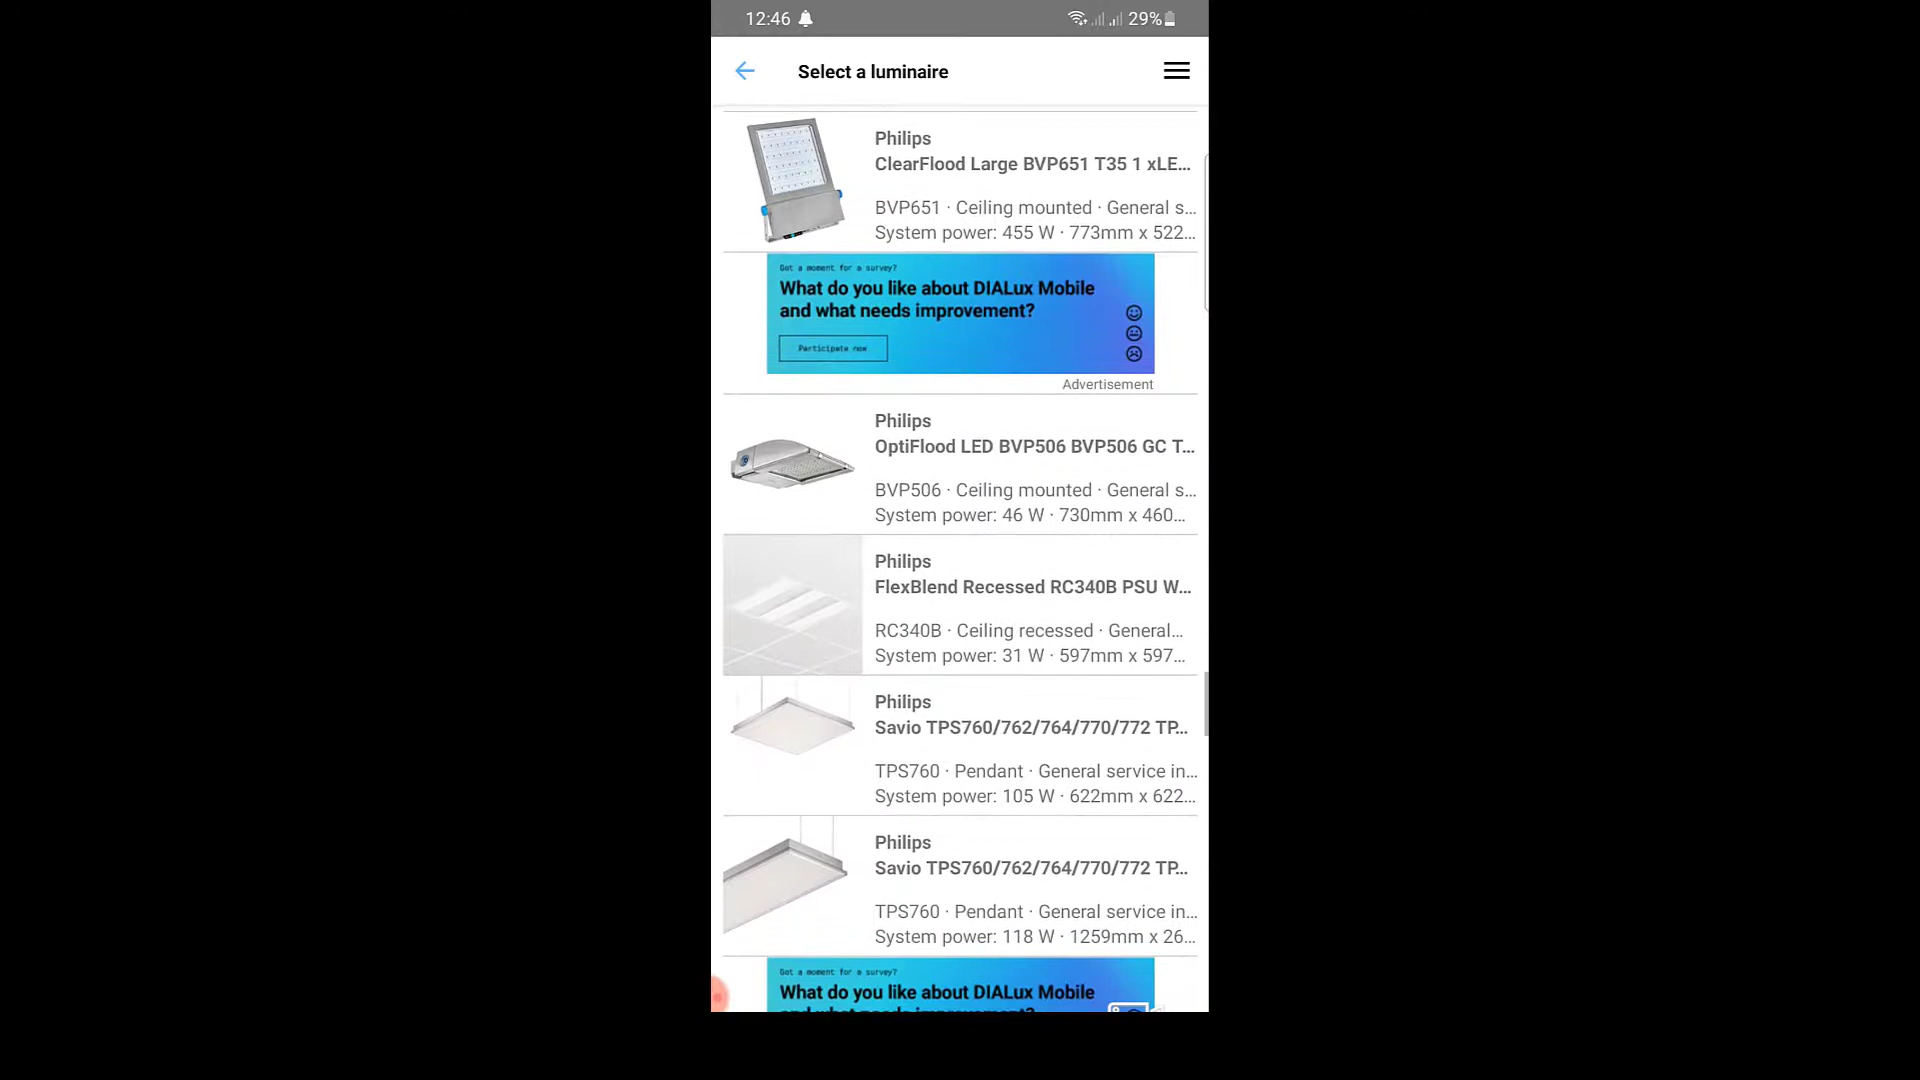 12:46
29%
Select a luminaire
Philips
ClearFlood Large BVP651 T35 1 xLE...
BVP651 · Ceiling mounted · General s...
System power: 455 W · 773mm x 522...
Got a moment for a survey?
What do you like about DIALux Mobile
and what needs improvement?
Participate now
Advertisement
Philips
OptiFlood LED BVP506 BVP506 GC T...
BVP506 · Ceiling mounted · General s...
System power: 46 W · 730mm x 460...
Philips
FlexBlend Recessed RC340B PSU W...
RC340B · Ceiling recessed · General...
System power: 31 W · 597mm x 597...
Philips
Savio TPS760/762/764/770/772 TP...
TPS760 · Pendant · General service in...
System power: 105 W · 622mm x 622...
Philips
Savio TPS760/762/764/770/772 TP...
TPS760 · Pendant · General service in...
System power: 118 W · 1259mm x 26...
Got a moment for a survey?
What do you like about DIALux Mobile
and what needs improvement?